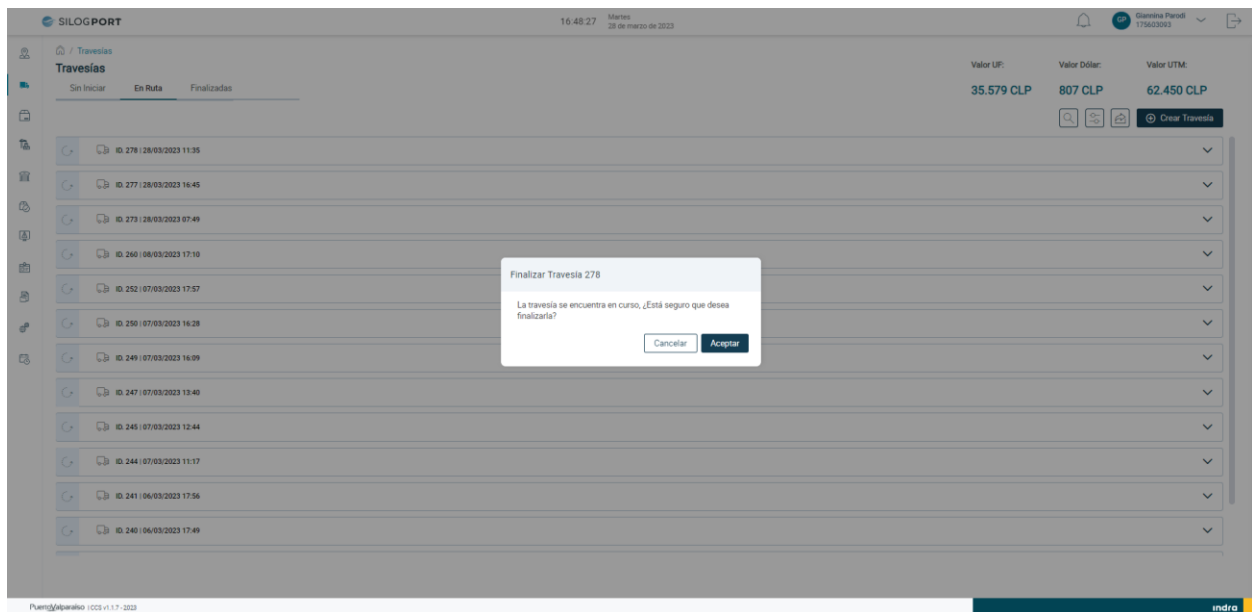 SILOGPORT
16:48:27
Martes
28 de marzo de 2023
GP
Giannina Parodi
175603093
/ Travesías
Travesías
Sin Iniciar En Ruta Finalizadas
Valor UF: Valor Dólar: Valor UTM:
35.579 CLP 807 CLP 62.450 CLP
Crear Travesía
ID. 278 | 28/03/2023 11:35
ID. 277 | 28/03/2023 16:45
ID. 273 | 28/03/2023 07:49
ID. 260 | 08/03/2023 17:10
ID. 252 | 07/03/2023 17:57
ID. 250 | 07/03/2023 16:28
ID. 249 | 07/03/2023 16:09
ID. 247 | 07/03/2023 13:40
ID. 245 | 07/03/2023 12:44
ID. 244 | 07/03/2023 11:17
ID. 241 | 06/03/2023 17:56
ID. 240 | 06/03/2023 17:49
Finalizar Travesía 278
La travesía se encuentra en curso, ¿Está seguro que desea
finalizarla?
Cancelar Aceptar
PuertoValparaíso | CCS v1.1.7 - 2023
indra